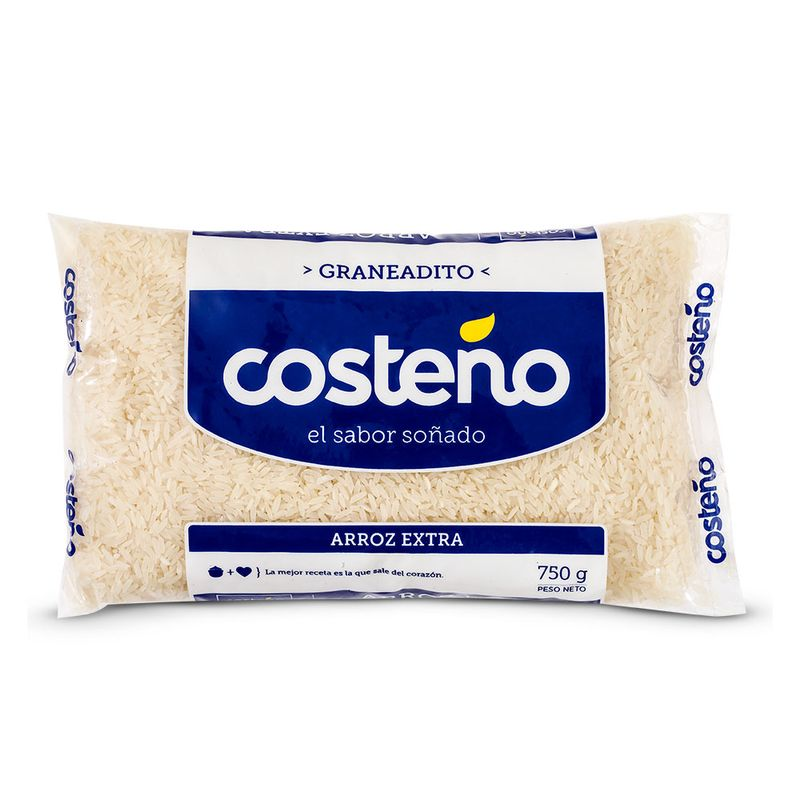 > GRANEADITO <
costeño
el sabor soñado
ARROZ EXTRA
+ } La mejor receta es la que sale del corazón.
750 g
PESO NETO
costeño
costeño
costeño
costeño